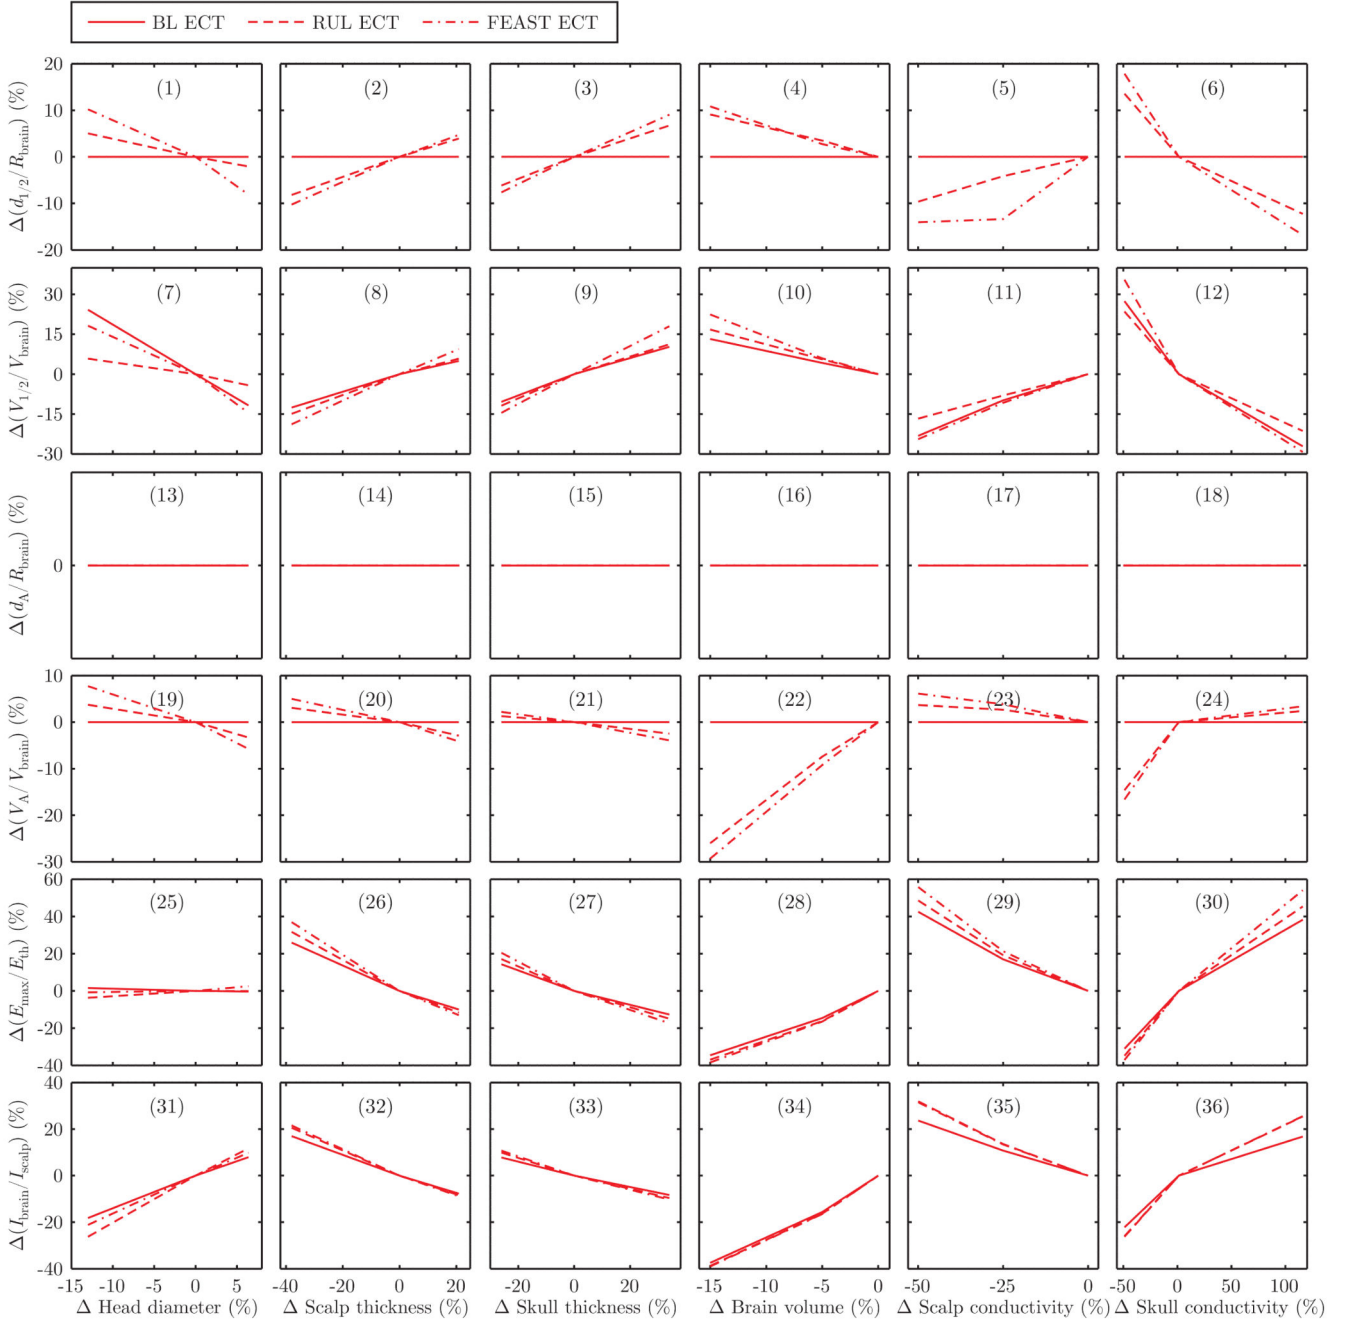 BL ECT RUL ECT FEAST ECT
Δ(d1/2/Rbrain) (%)
20
10
0
-10
-20
(1) (2) (3) (4) (5) (6)
Δ(V1/2/Vbrain) (%)
30
15
0
-15
-30
(7) (8) (9) (10) (11) (12)
Δ(dA/Rbrain) (%)
0
(13) (14) (15) (16) (17) (18)
Δ(VA/Vbrain) (%)
10
0
-10
-20
-30
(19) (20) (21) (22) (23) (24)
Δ(Emax/Eth) (%)
60
40
20
0
-20
-40
(25) (26) (27) (28) (29) (30)
Δ(Ibrain/Iscalp) (%)
40
20
0
-20
-40
(31) (32) (33) (34) (35) (36)
-15 -10 -5 0 5 -40 -20 0 20 -20 0 20 -15 -10 -5 0 -50 -25 0 -50 0 50 100
Δ Head diameter (%) Δ Scalp thickness (%) Δ Skull thickness (%) Δ Brain volume (%) Δ Scalp conductivity (%) Δ Skull conductivity (%)